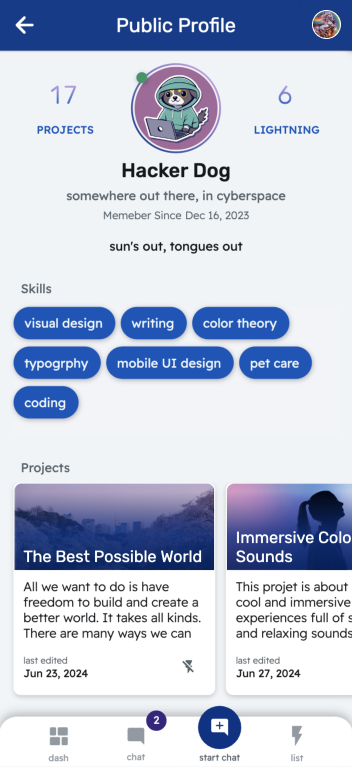 Public Profile
17
6
PROJECTS
LIGHTNING
Hacker Dog
somewhere out there, in cyberspace
Memeber Since Dec 16, 2023
sun's out, tongues out
Skills
visual design
writing
color theory
typogrphy
mobile UI design
pet care
coding
Projects
The Best Possible World
All we want to do is have
freedom to build and create a
better world. It takes all kinds.
There are many ways we can
last edited
Jun 23, 2024
Immersive Colo
Sounds
This projet is about
cool and immersive
experiences full of s
and relaxing sounds
last edited
Jun 27, 2024
2
dash
chat
start chat
list